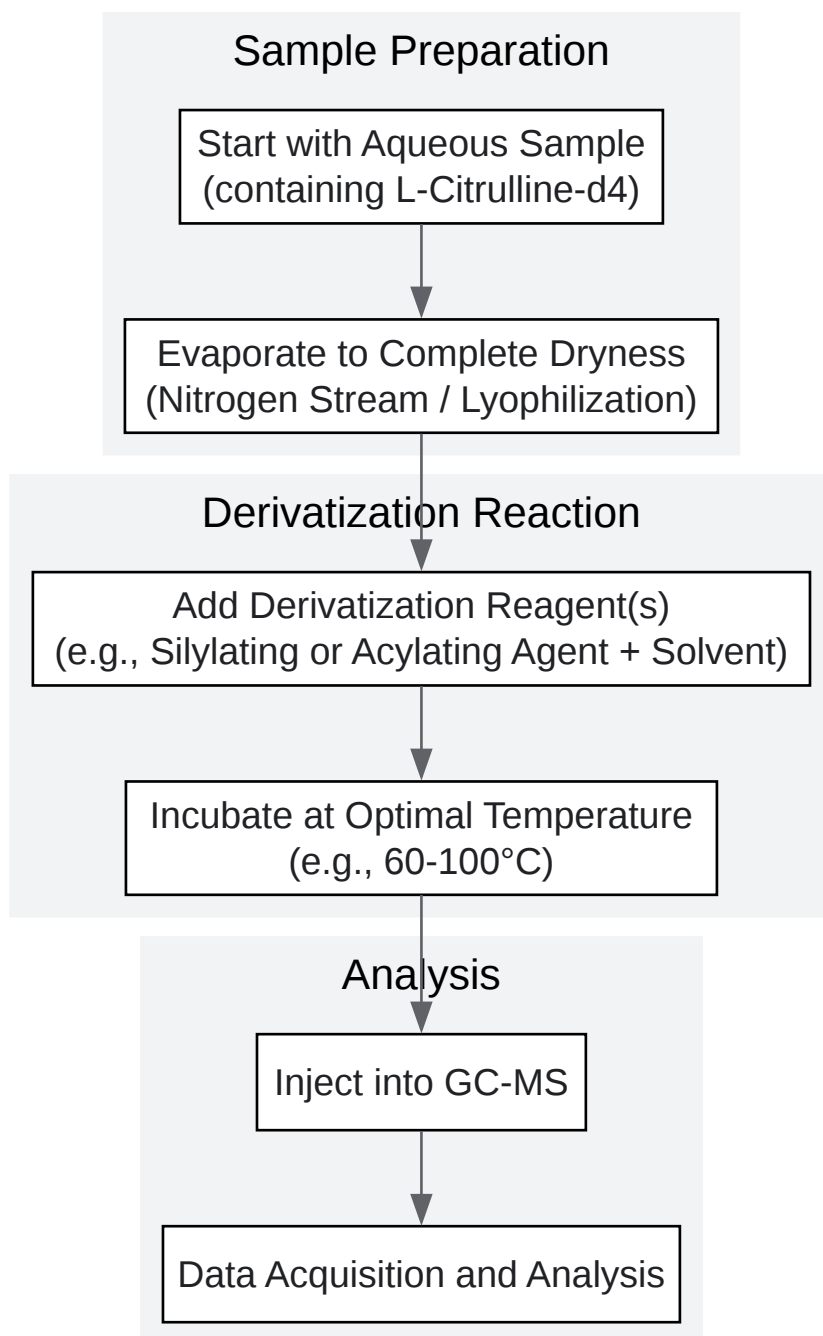 Sample Preparation
Start with Aqueous Sample
(containing L-Citrulline-d4)
Evaporate to Complete Dryness
(Nitrogen Stream / Lyophilization)
Derivatization Reaction
Add Derivatization Reagent(s)
(e.g., Silylating or Acylating Agent + Solvent)
Incubate at Optimal Temperature
(e.g., 60-100°C)
Analysis
Inject into GC-MS
Data Acquisition and Analysis